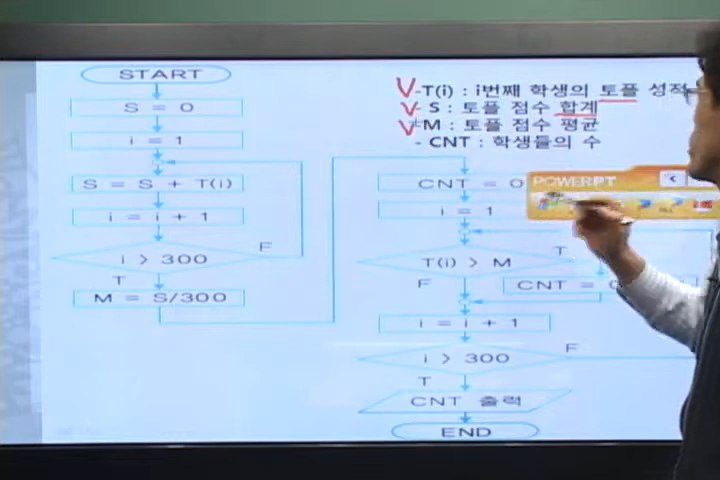 START
S = 0
i = 1
S = S + T(i)
i = i + 1
i > 300
F
T
M = S/300
-T(i) : i번째 학생의 토플 성적
- S : 토플 점수 합계
- M : 토플 점수 평균
- CNT : 학생들의 수
CNT = 0
POWERPT
<
i = 1
T(i) > M
T
F
CNT =
i = i + 1
i > 300
F
T
CNT 출력
END